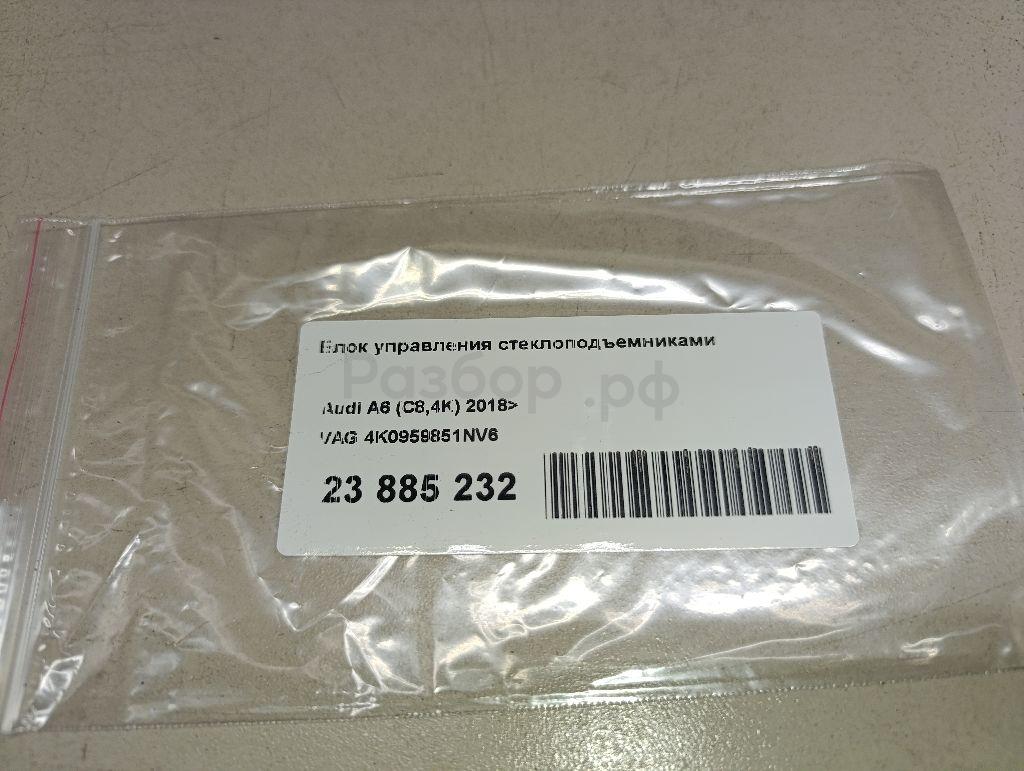 Блок управления стеклоподъемниками
Разбор.рф
Audi A6 (C8,4K) 2018>
VAG 4K0959851NV6
23 885 232